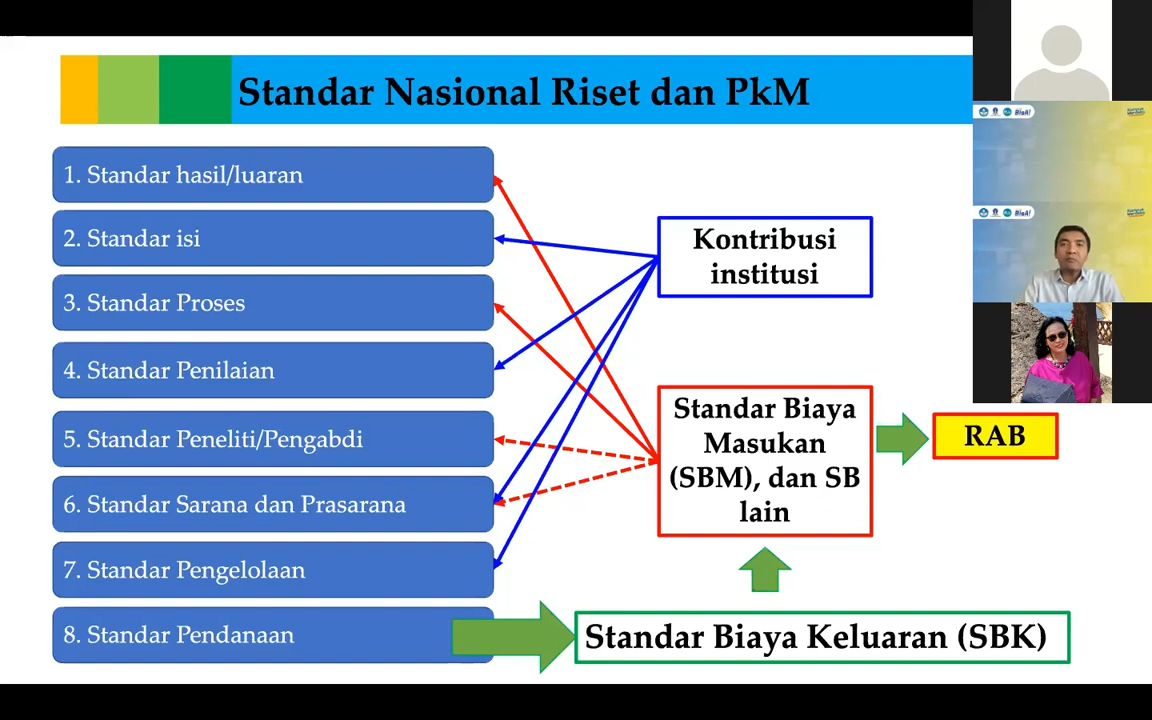 Standar Nasional Riset dan PkM
1. Standar hasil/luaran
2. Standar isi
3. Standar Proses
4. Standar Penilaian
5. Standar Peneliti/Pengabdi
6. Standar Sarana dan Prasarana
7. Standar Pengelolaan
8. Standar Pendanaan
Kontribusi
institusi
Standar Biaya
Masukan
(SBM), dan SB
lain
RAB
Standar Biaya Keluaran (SBK)